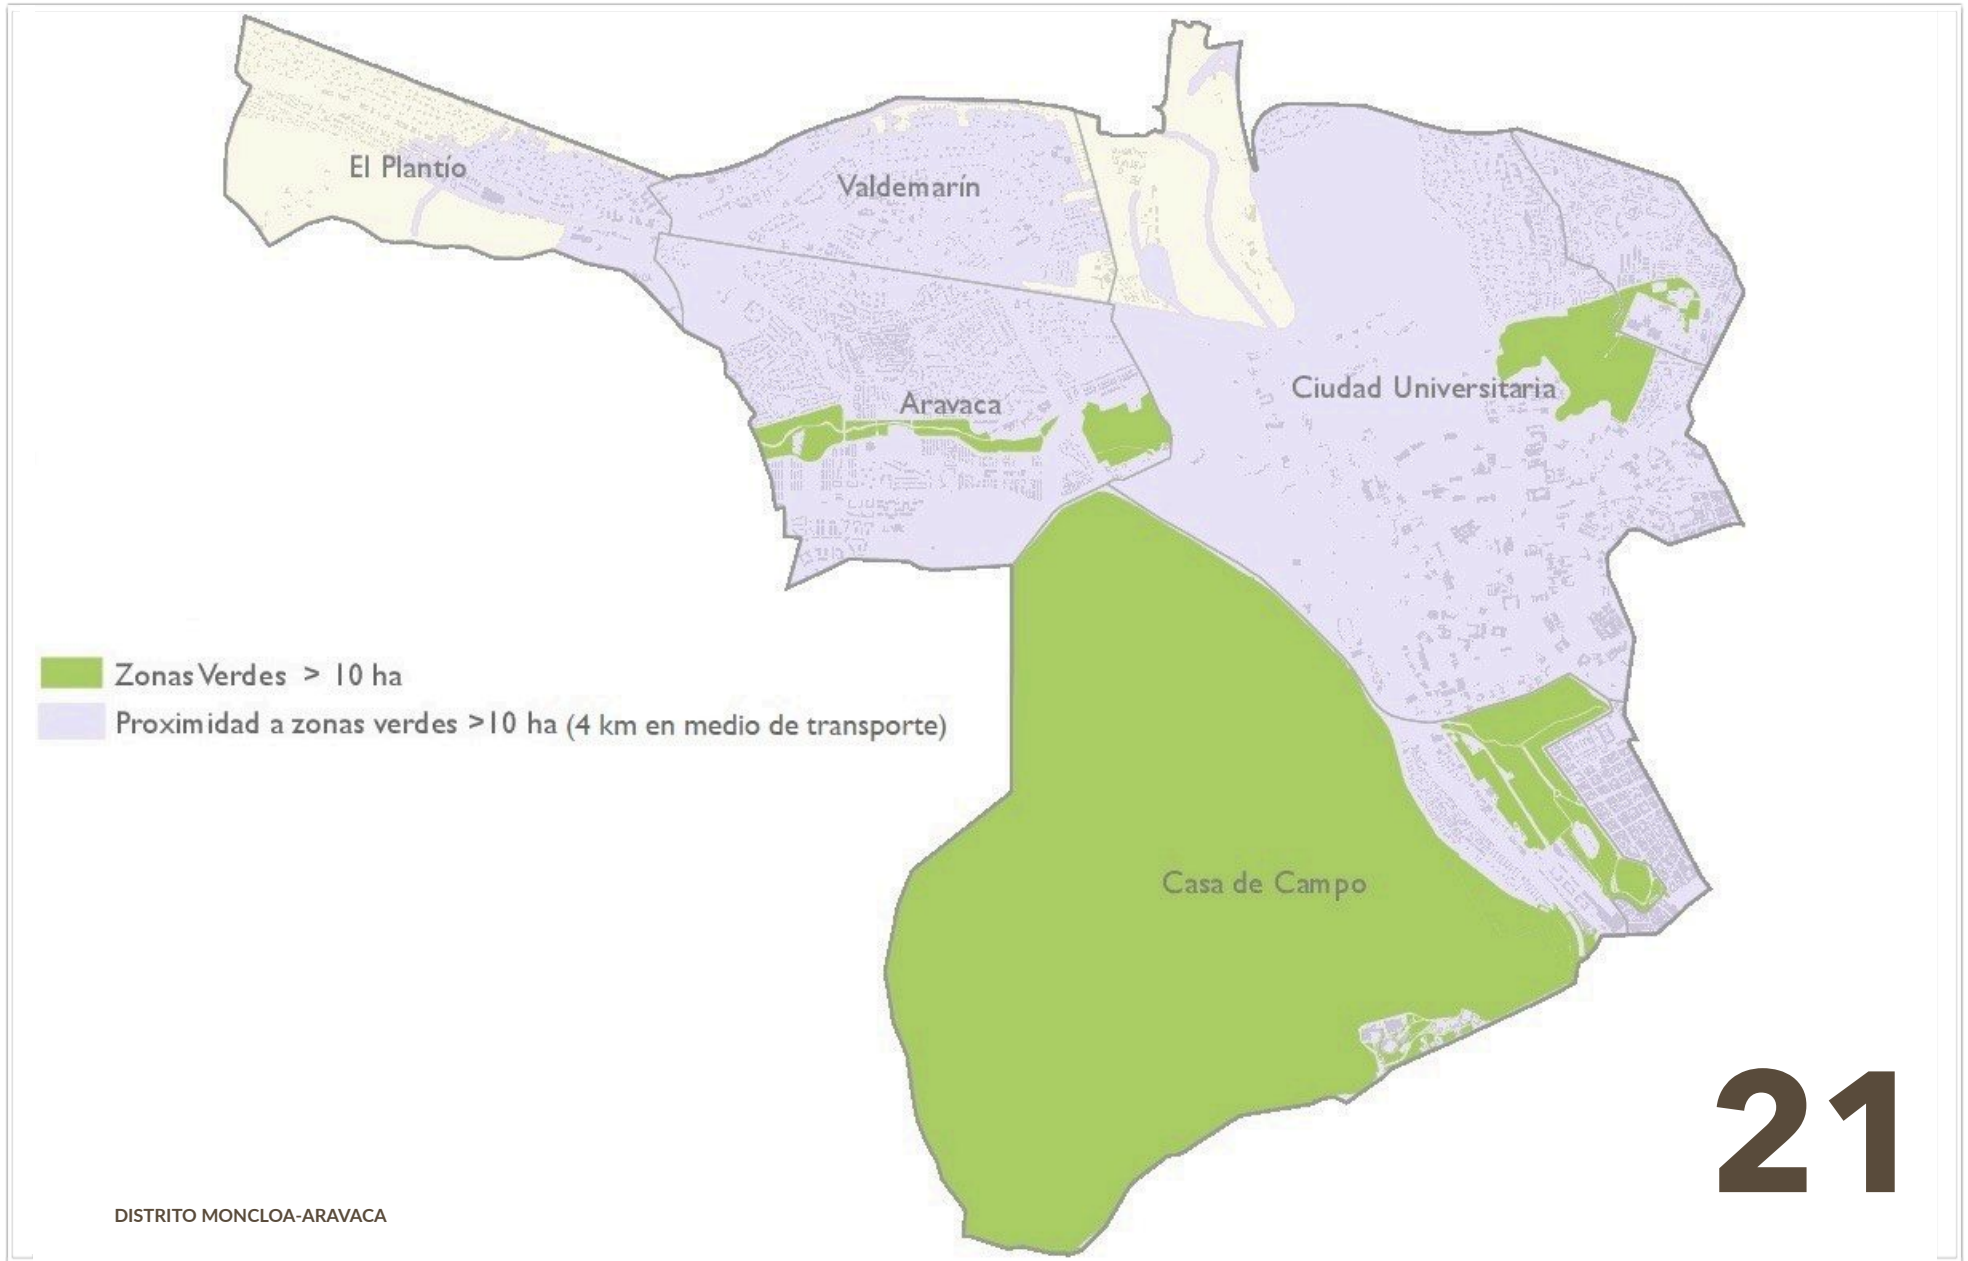 El Plantío
Valdemarín
Aravaca
Ciudad Universitaria
Zonas Verdes > 10 ha
Proximidad a zonas verdes >10 ha (4 km en medio de transporte)
Casa de Campo
21
DISTRITO MONCLOA-ARAVACA